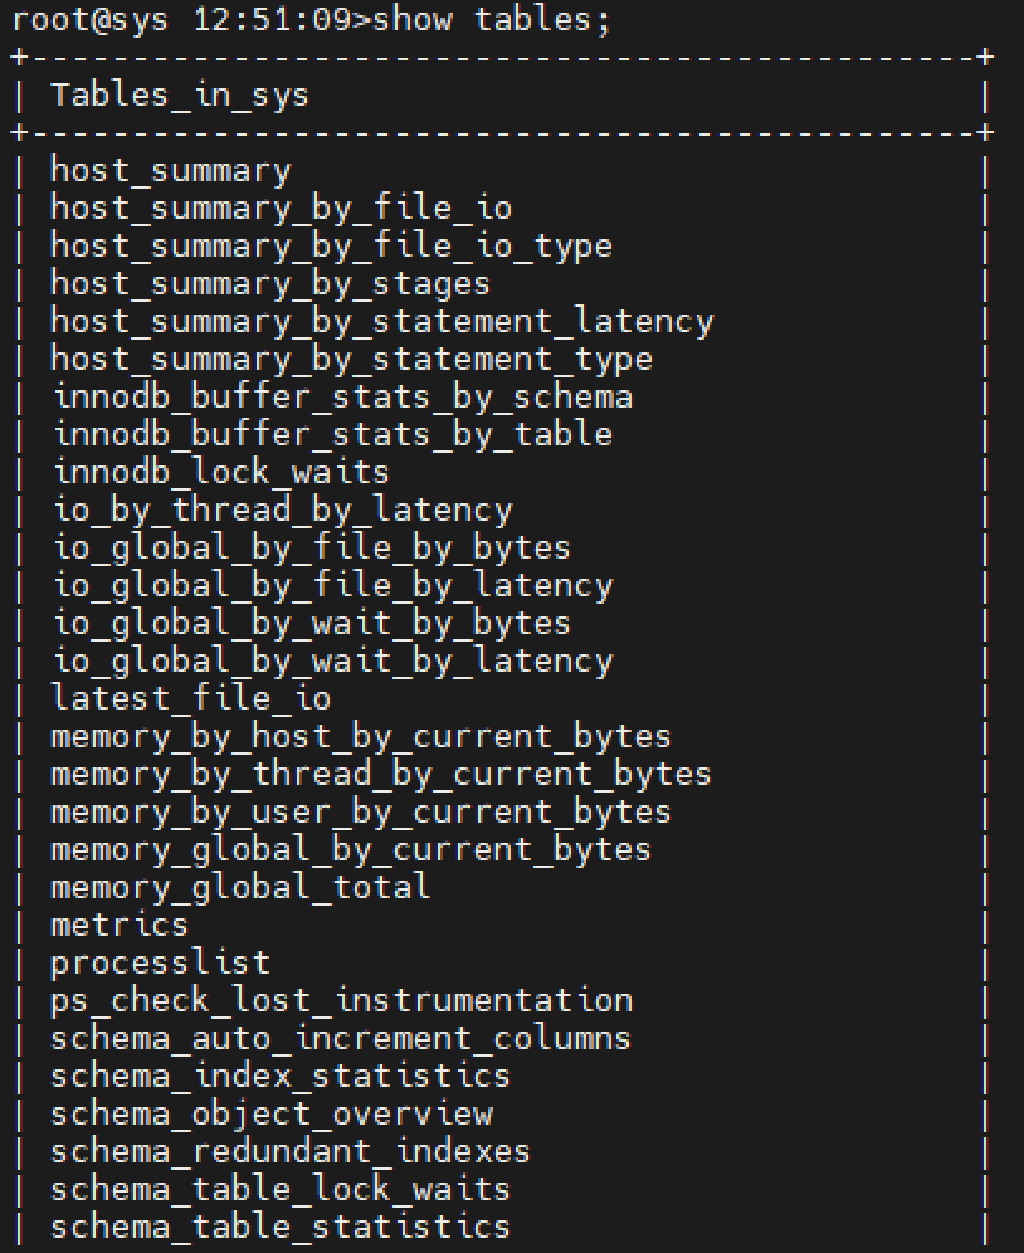 root@sys 12:51:09>show tables;
+-----------------------------------------------+
| Tables_in_sys                                 |
+-----------------------------------------------+
| host_summary                                  |
| host_summary_by_file_io                       |
| host_summary_by_file_io_type                  |
| host_summary_by_stages                        |
| host_summary_by_statement_latency             |
| host_summary_by_statement_type                |
| innodb_buffer_stats_by_schema                 |
| innodb_buffer_stats_by_table                  |
| innodb_lock_waits                             |
| io_by_thread_by_latency                       |
| io_global_by_file_by_bytes                    |
| io_global_by_file_by_latency                  |
| io_global_by_wait_by_bytes                    |
| io_global_by_wait_by_latency                  |
| latest_file_io                                |
| memory_by_host_by_current_bytes               |
| memory_by_thread_by_current_bytes             |
| memory_by_user_by_current_bytes               |
| memory_global_by_current_bytes                |
| memory_global_total                           |
| metrics                                       |
| processlist                                   |
| ps_check_lost_instrumentation                 |
| schema_auto_increment_columns                 |
| schema_index_statistics                       |
| schema_object_overview                        |
| schema_redundant_indexes                      |
| schema_table_lock_waits                       |
| schema_table_statistics                       |